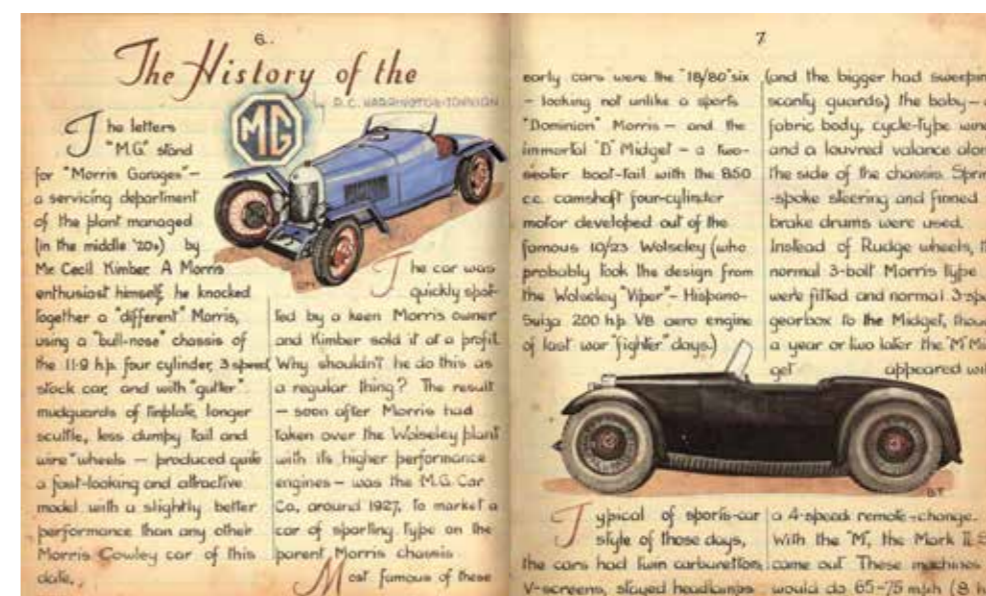 6.
The History of the
MG
by D.C. HARRINGTON-JOHNSON
The letters
"M.G." stand
for "Morris Garages"–
a servicing department
of the plant managed
(in the middle '20s) by
Mr Cecil Kimber. A Morris
enthusiast himself, he knocked
together a "different" Morris,
using a "bull-nose" chassis of
the 11·9 h.p. four cylinder, 3 speed
stock car, and with "gutter"
mudguards of tinplate, longer
scuttle, less dumpy tail and
wire "wheels — produced quite
a fast-looking and attractive
model with a slightly better
performance than any other
Morris Cowley car of this
date.
The car was
quickly spot-
ted by a keen Morris owner
and Kimber sold it at a profit.
Why shouldn't he do this as
a regular thing? The result
– soon after Morris had
taken over the Wolseley plant
with its higher performance
engines – was the M.G. Car
Co., around 1927, to market a
car of sporting type on the
parent Morris chassis.
Most famous of these
7
early cars were the "18/80" six
– looking not unlike a sports
"Dominion" Morris – and the
immortal "D" Midget – a two-
seater boat-tail with the 850
c.c. camshaft four-cylinder
motor developed out of the
famous 10/23 Wolseley (who
probably took the design from
the Wolseley "Viper" – Hispano-
Suiza 200 h.p. V8 aero engine
of last war "fighter" days.)
Typical of sports-car
style of those days,
the cars had twin carburettors,
V-screens, stayed headlamps
(and the bigger had
scanty guards) the baby –
fabric body, cycle-type
and a louvred valance
the side of the chassis.
-spoke steering and finned
brake drums were used.
Instead of Rudge wheels,
normal 3-bolt Morris type
were fitted and normal 3-
gearbox to the Midget,
a year or two later the "M"
get appeared
a 4-speed remote-change.
With the "M", the Mark II
came out. These machines
would do 65–75 m.p.h (8